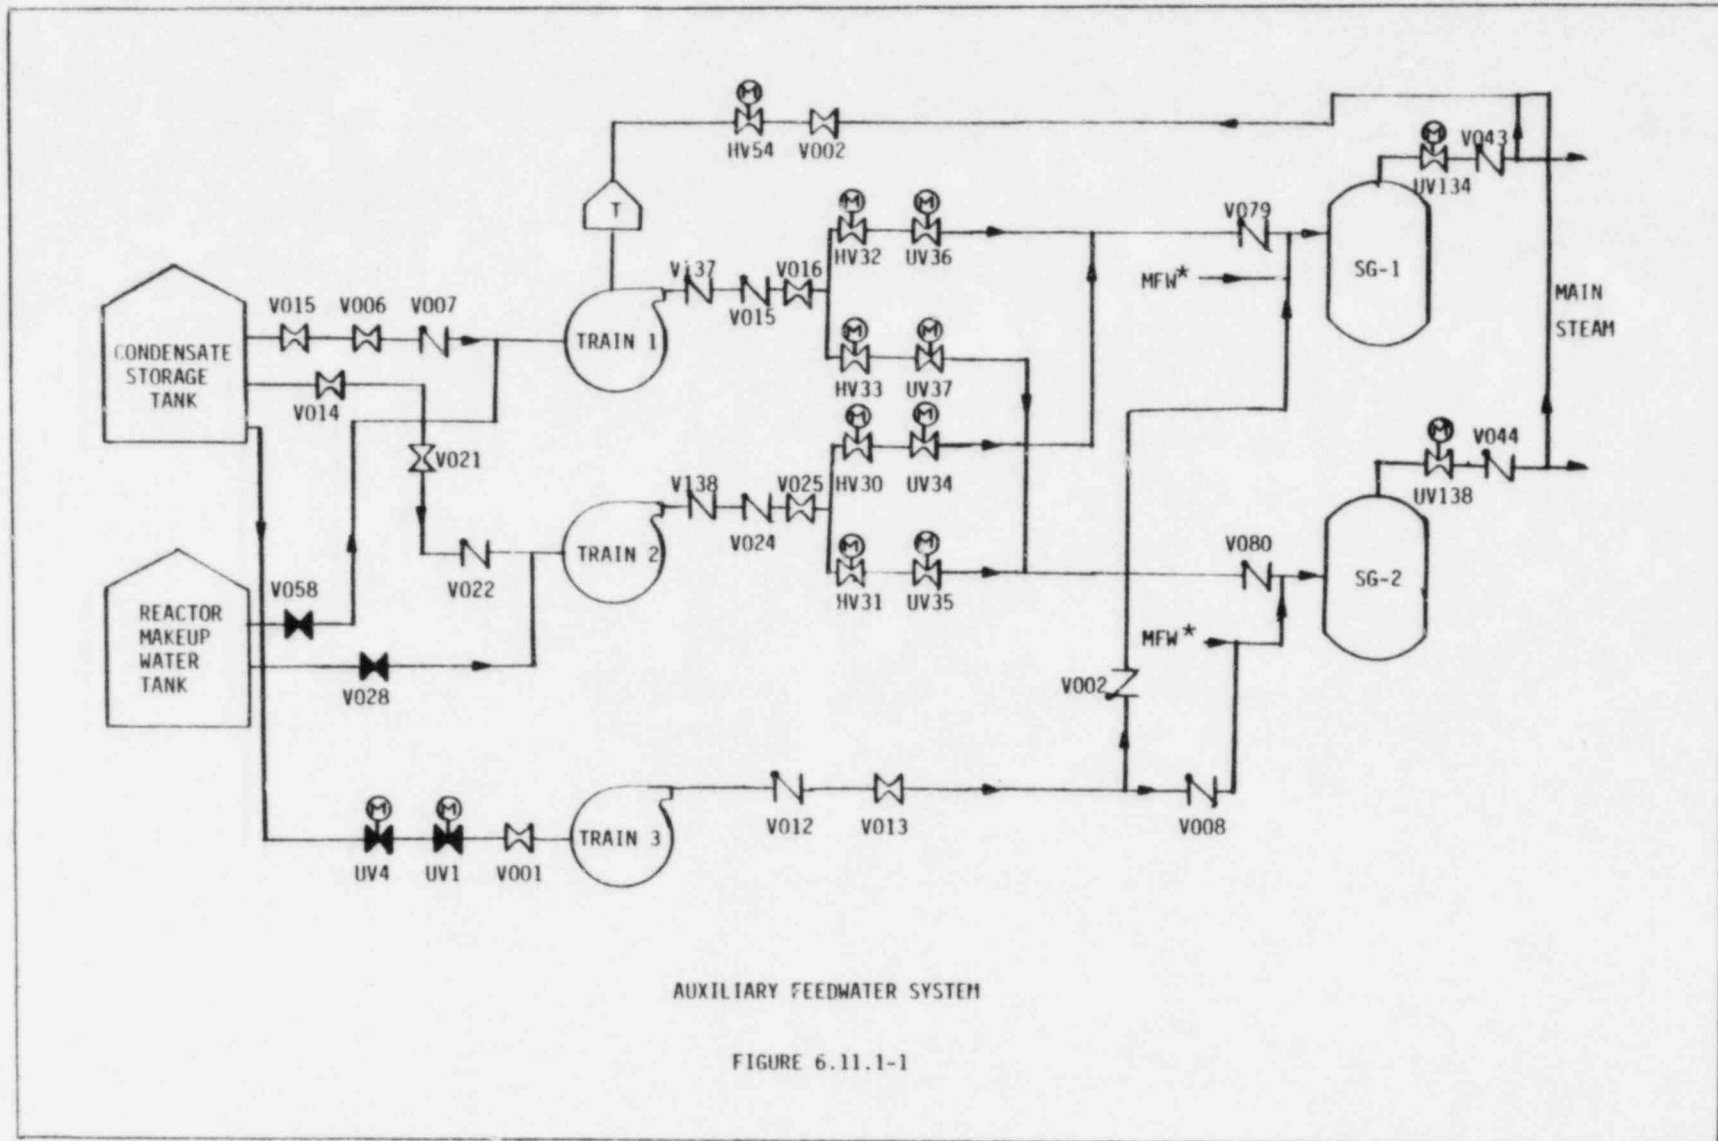 M
HV54
V002
M
V043
UV134
T
M
M
HV32
UV36
V079
SG-1
MFW*
MAIN
STEAM
V015
V006
V007
CONDENSATE
STORAGE
TANK
V014
TRAIN 1
V137
V015
V016
M
M
HV33
UV37
M
M
HV30
UV34
V021
M
V044
UV138
V138
V024
V025
TRAIN 2
V022
M
M
HV31
UV35
V080
SG-2
MFW*
V058
REACTOR
MAKEUP
WATER
TANK
V028
V002
M
M
UV4
UV1
V001
TRAIN 3
V012
V013
V008
AUXILIARY FEEDWATER SYSTEM
FIGURE 6.11.1-1